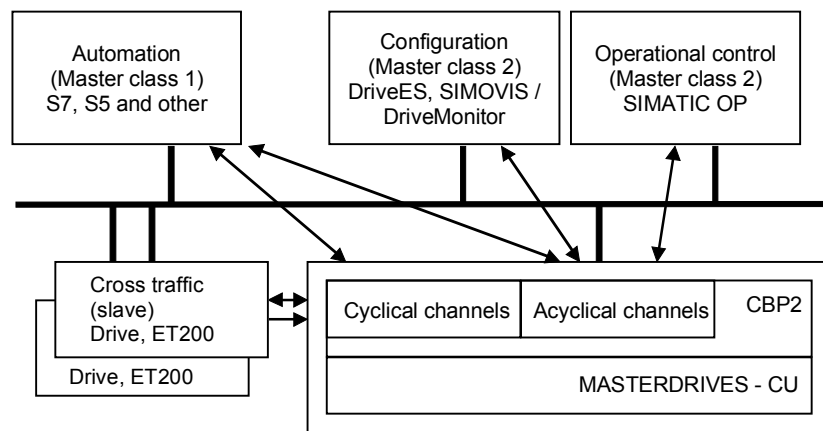 Automation
(Master class 1)
S7, S5 and other
Configuration
(Master class 2)
DriveES, SIMOVIS /
DriveMonitor
Operational control
(Master class 2)
SIMATIC OP
Cross traffic
(slave)
Drive, ET200
Drive, ET200
Cyclical channels
Acyclical channels
CBP2
MASTERDRIVES - CU